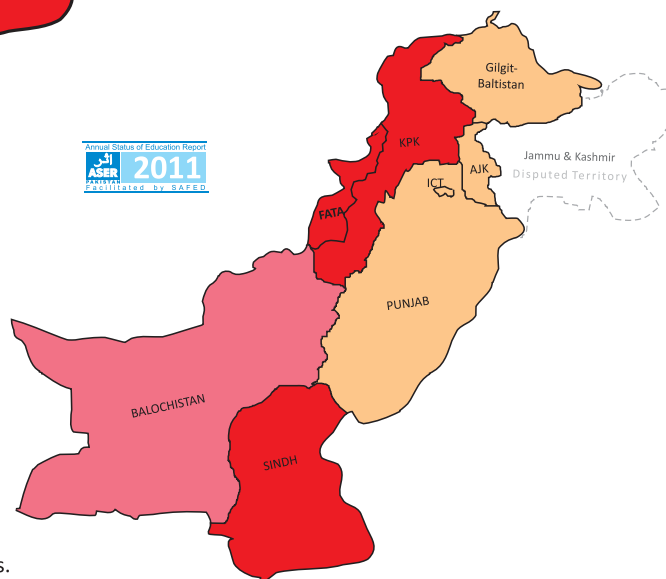 Gilgit-
Baltistan
KPK
Annual Status of Education Report
اثر
ASER
PAKISTAN
2011
Facilitated by SAFED
Jammu & Kashmir
Disputed Territory
AJK
ICT
FATA
PUNJAB
BALOCHISTAN
SINDH
s.